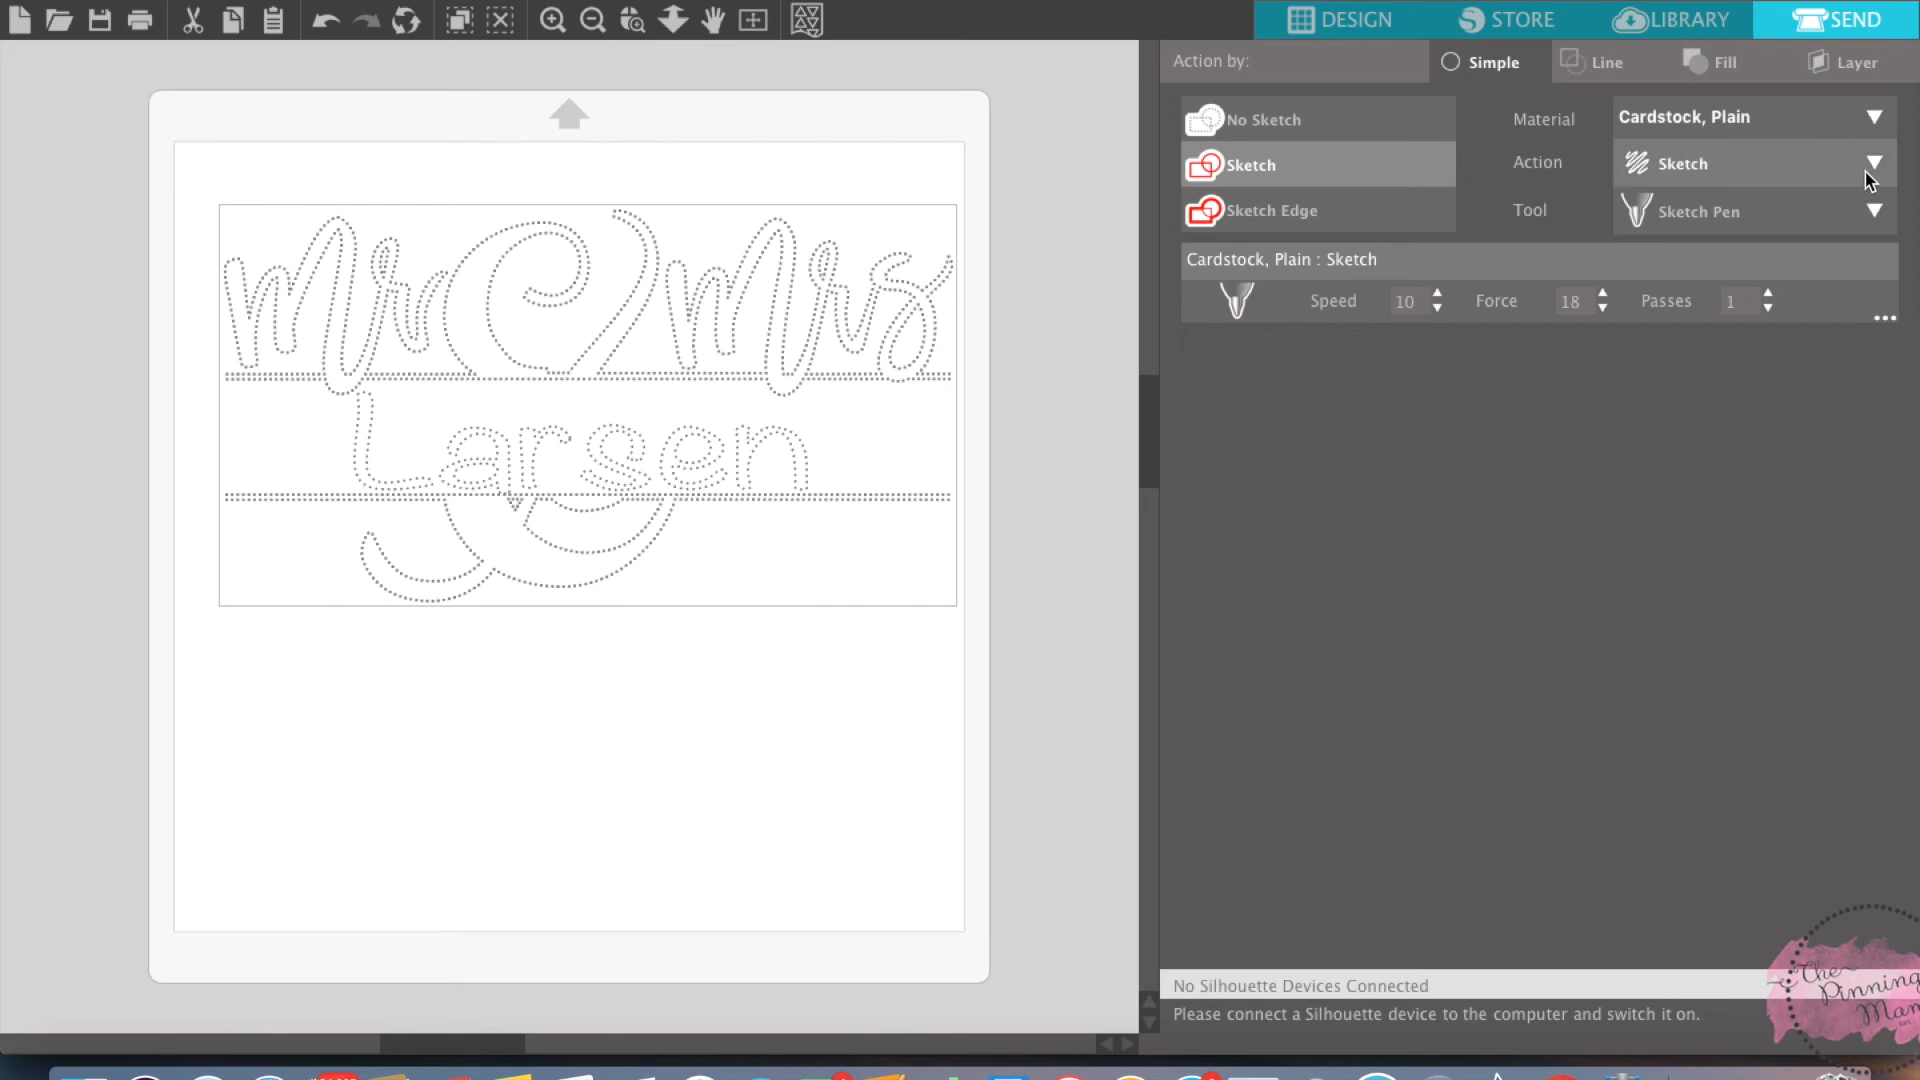 DESIGN
STORE
LIBRARY
SEND
Action by:
Simple
Line
Fill
Layer
No Sketch
Sketch
Sketch Edge
Material
Cardstock, Plain
Action
Sketch
Tool
Sketch Pen
Cardstock, Plain : Sketch
Speed 10 Force 18 Passes 1
Mr & Mrs
Larsen
No Silhouette Devices Connected
Please connect a Silhouette device to the computer and switch it on.
The
Pinning